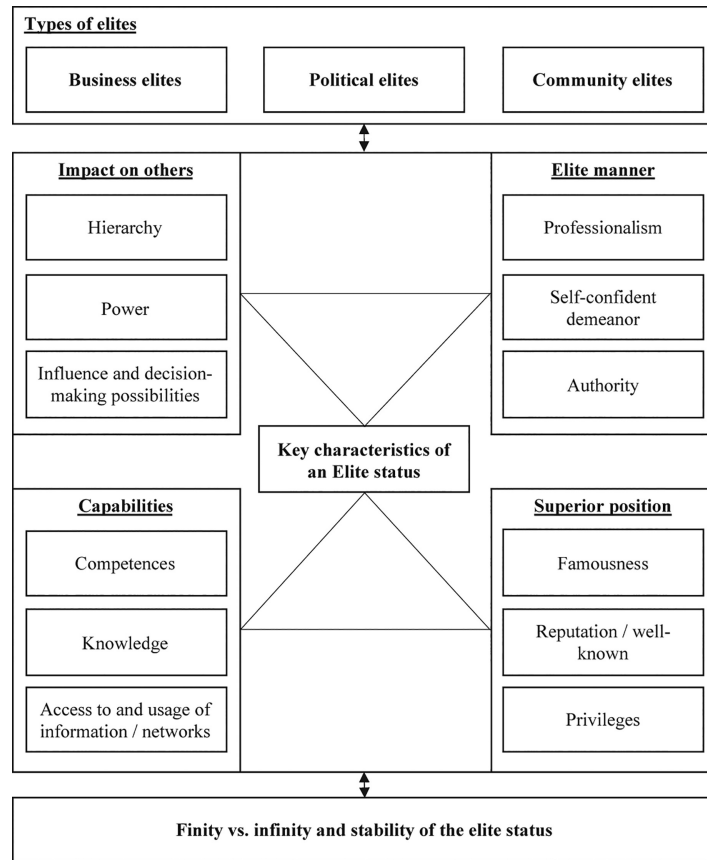 Types of elites
Business elites
Political elites
Community elites
Impact on others
Hierarchy
Power
Influence and decision-
making possibilities
Elite manner
Professionalism
Self-confident
demeanor
Authority
Key characteristics of
an Elite status
Capabilities
Competences
Knowledge
Access to and usage of
information / networks
Superior position
Famousness
Reputation / well-
known
Privileges
Finity vs. infinity and stability of the elite status